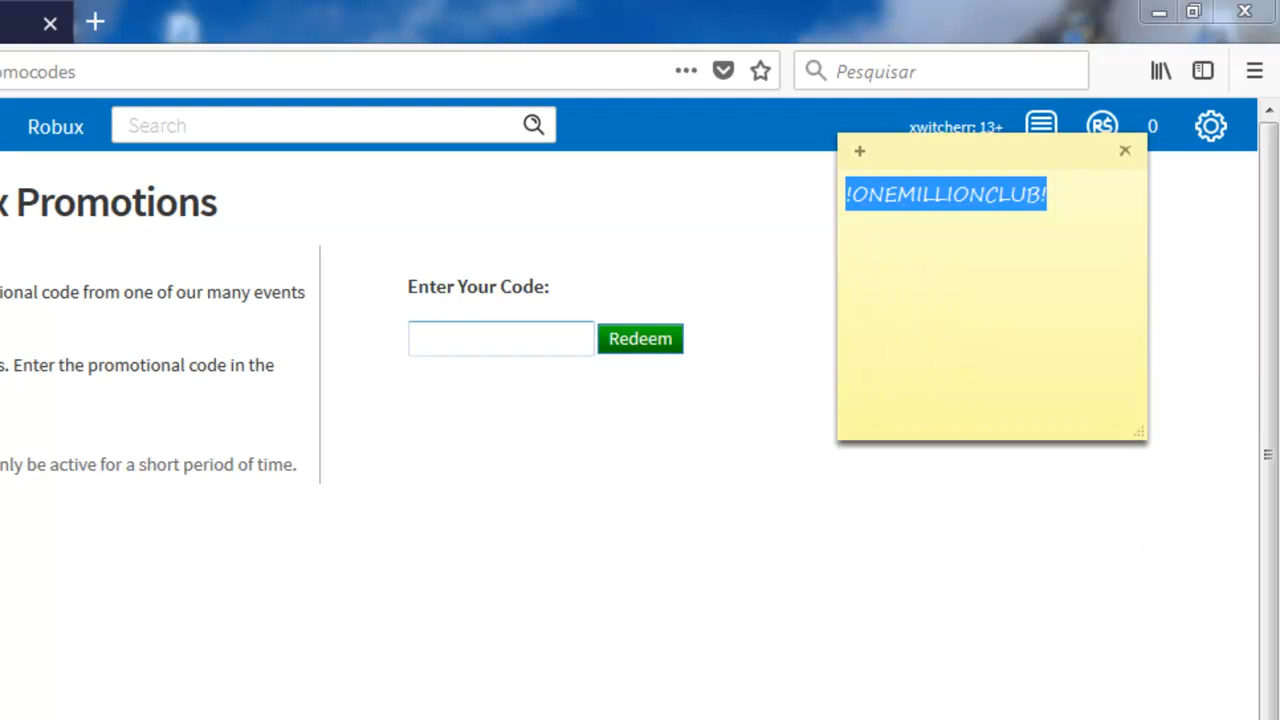 omocodes
Pesquisar
Robux
Search
xwitcherr: 13+
R$
0
!ONEMILLIONCLUB!
x Promotions
Enter Your Code:
ional code from one of our many events
Redeem
s. Enter the promotional code in the
nly be active for a short period of time.